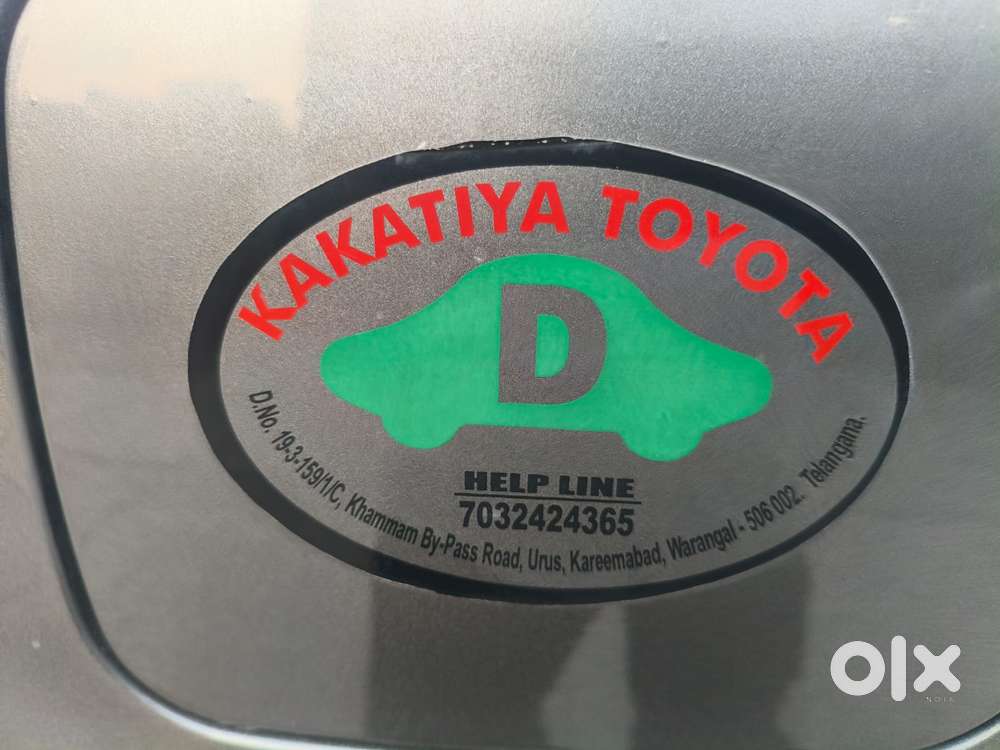 KAKATIYA TOYOTA
D
HELP LINE
7032424365
D.No. 19-3-159/1/C, Khammam By-Pass Road, Urus, Kareemabad, Warangal - 506 002. Telangana.
olx
INDIA